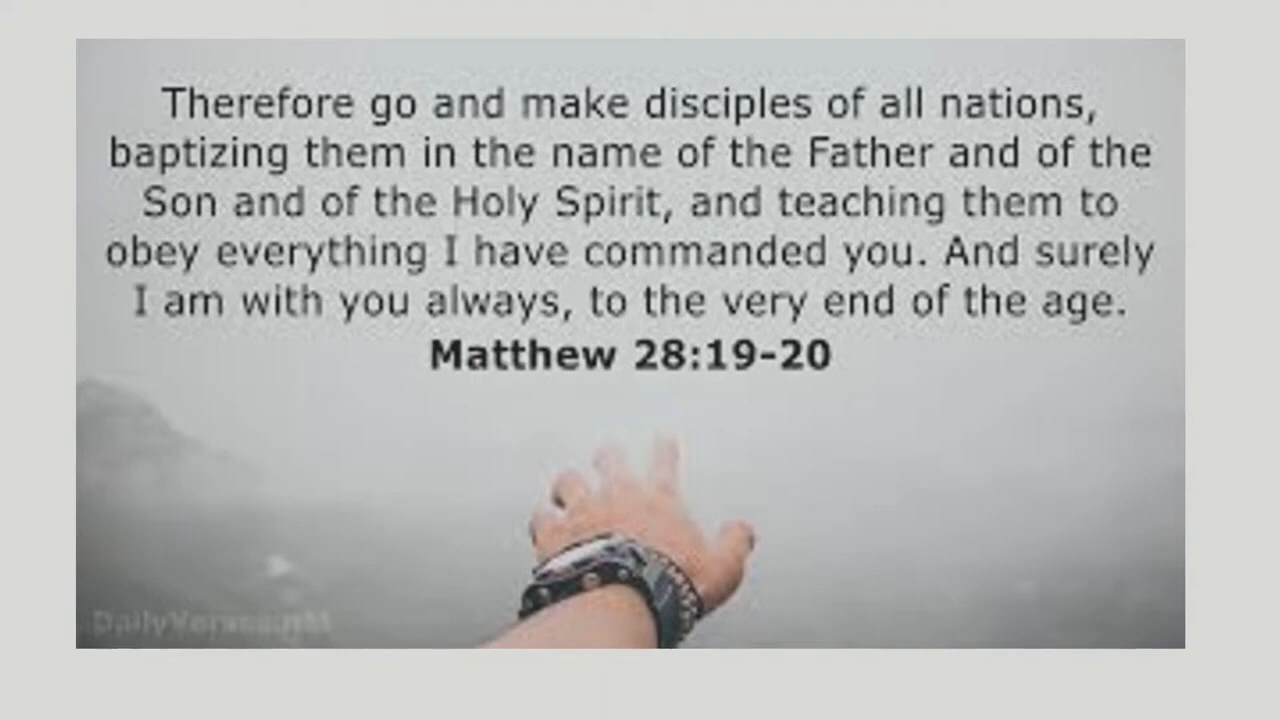 Therefore go and make disciples of all nations,
baptizing them in the name of the Father and of the
Son and of the Holy Spirit, and teaching them to
obey everything I have commanded you. And surely
I am with you always, to the very end of the age.
Matthew 28:19-20
DailyVerses.net